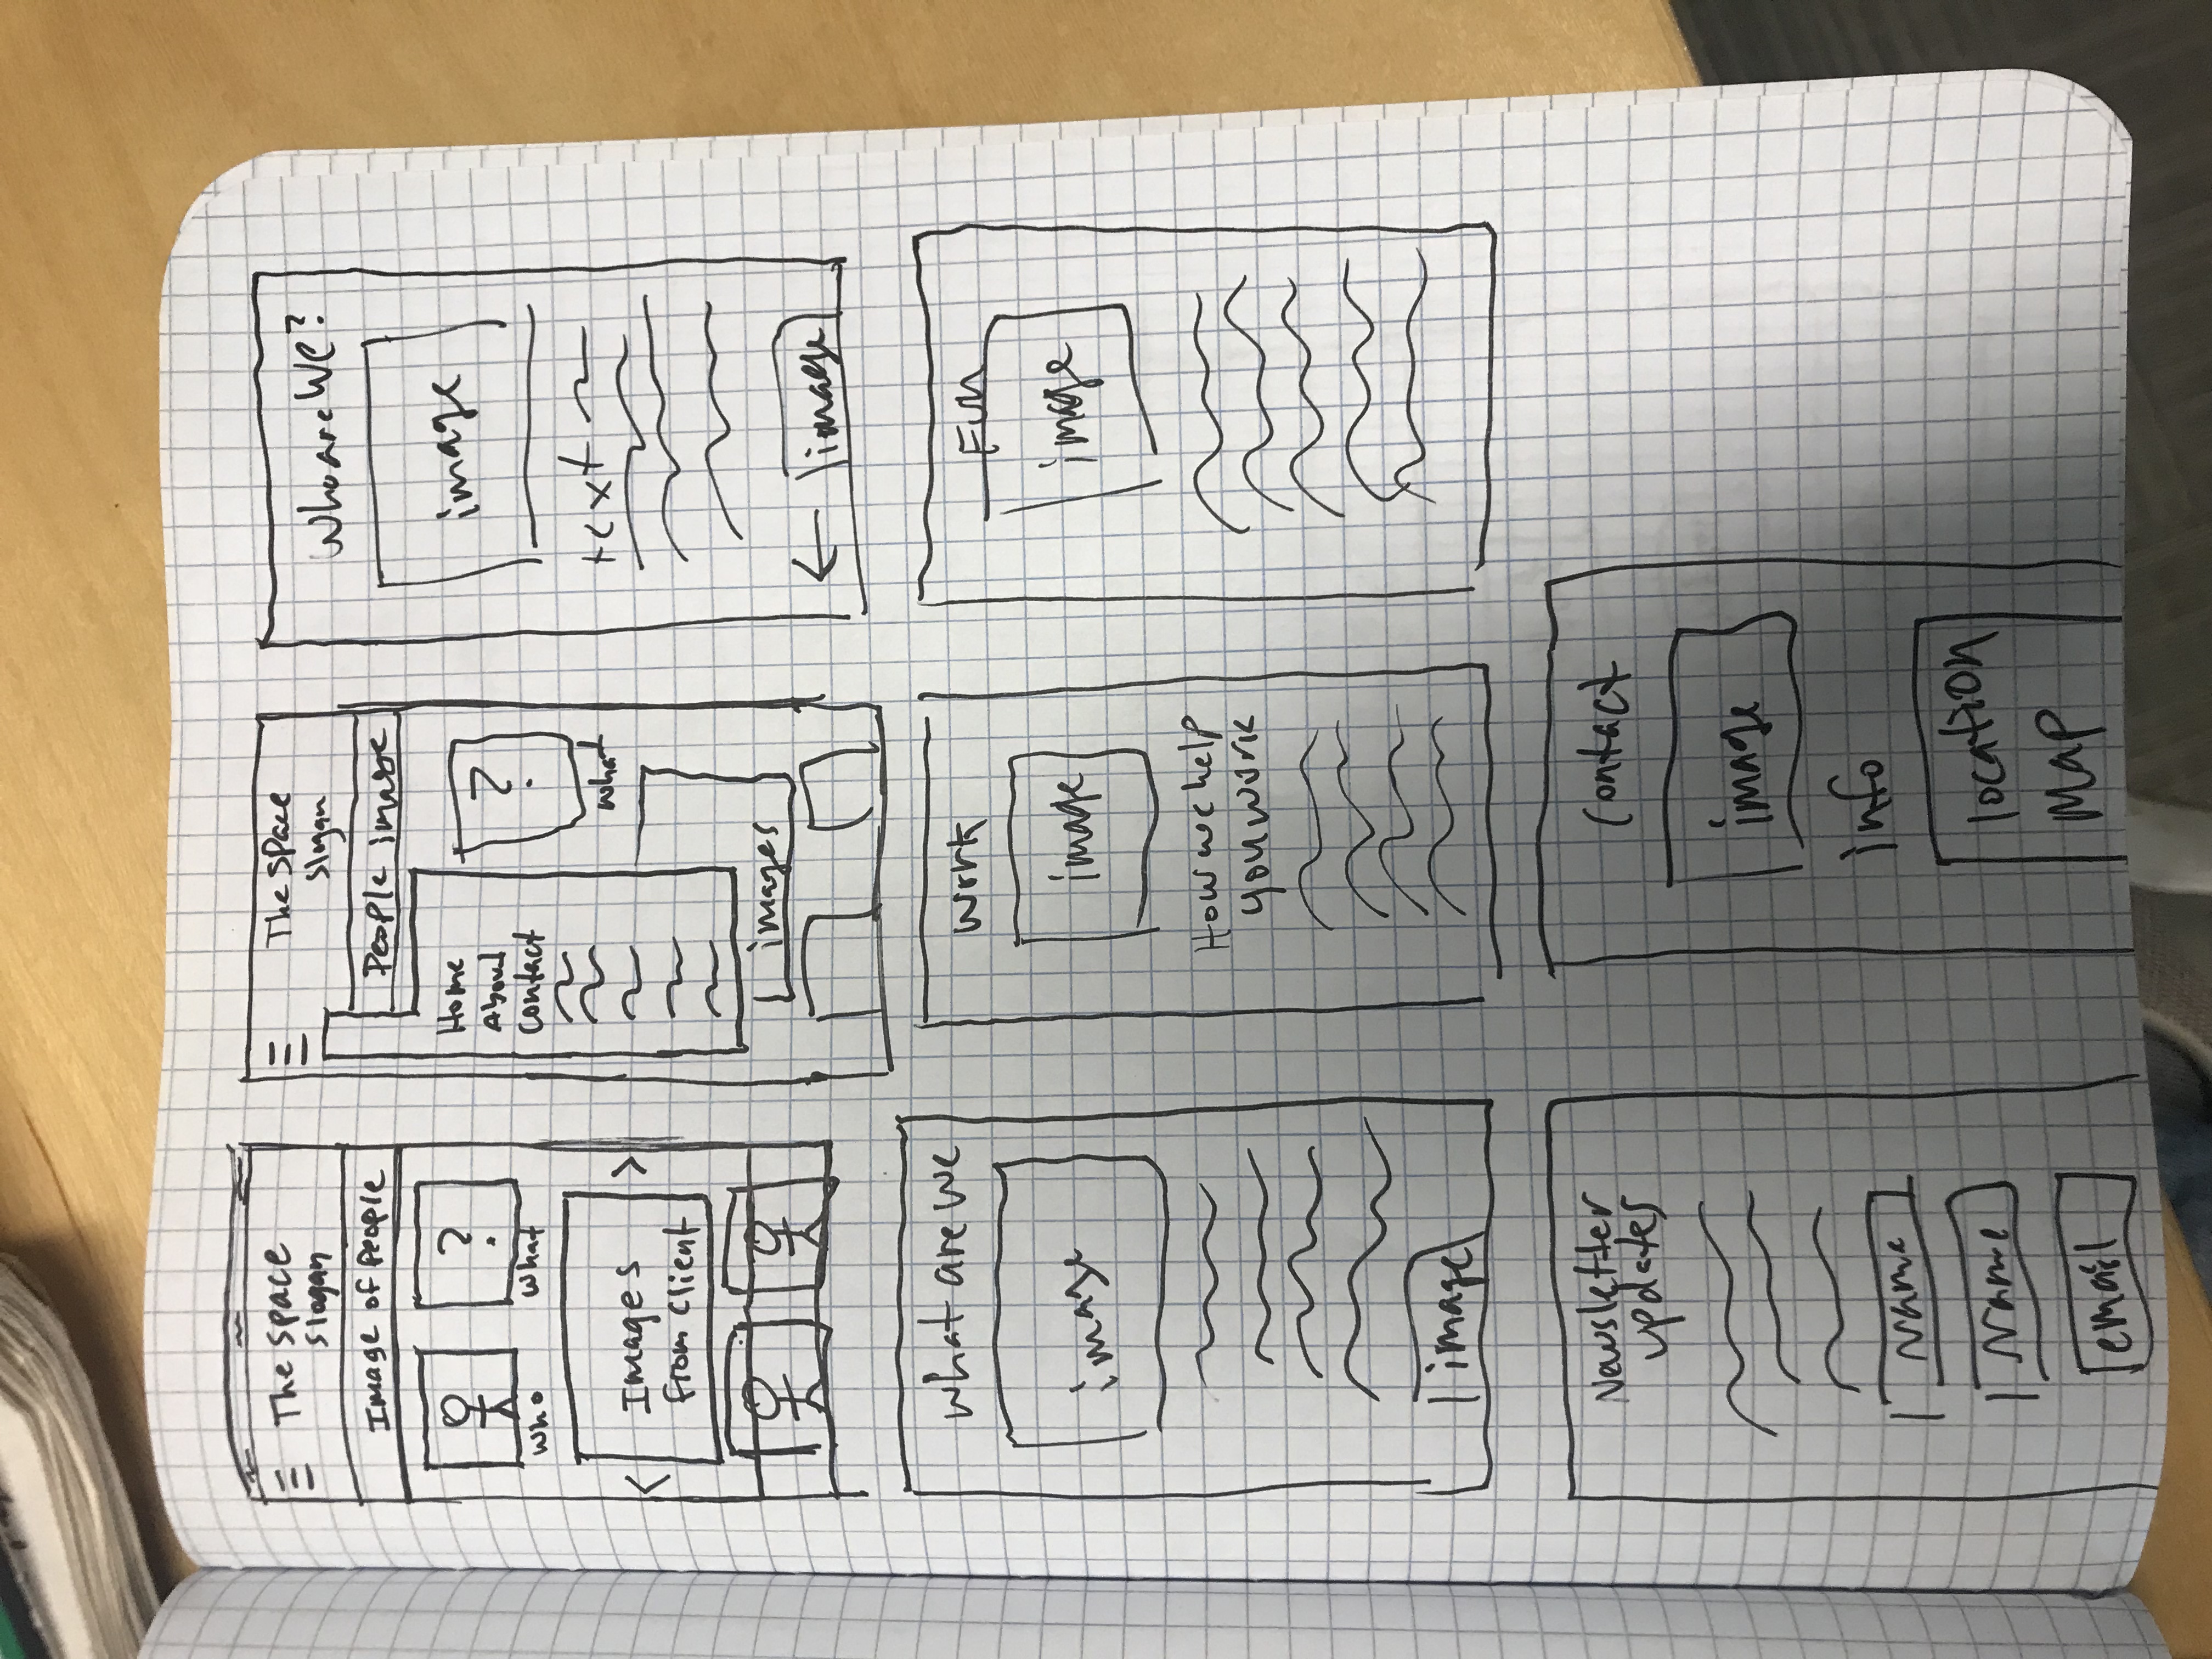 The Space
Slogan
Image of People
?
who
what
<
Images
from client
>
The Space
Slogan
People image
Home
About
Contact
?
what
images
Who are We?
image
text
←
image
What are we
image
image
Work
image
How we help
you work
Fun
image
Newsletter
updates
Name
Name
email
Contact
image
info
location
Map